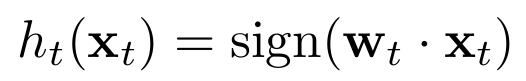 h_t(𝐱_t) = sign(𝐰_t · 𝐱_t)